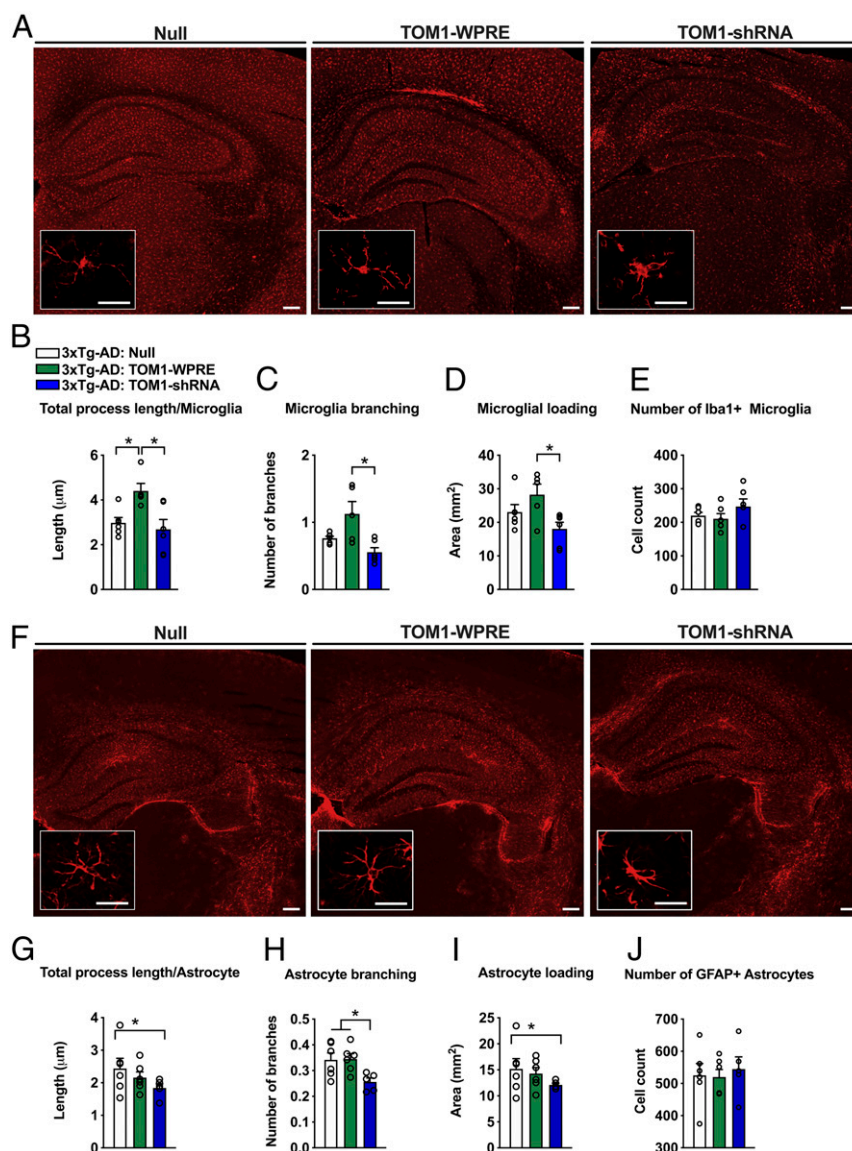 A
Null
TOM1-WPRE
TOM1-shRNA
B
3xTg-AD: Null
3xTg-AD: TOM1-WPRE
3xTg-AD: TOM1-shRNA
Total process length/Microglia
Length (μm)
6
4
2
0
* *
C
Microglia branching
Number of branches
2
1
0
*
D
Microglial loading
Area (mm²)
40
30
20
10
0
*
E
Number of Iba1+ Microglia
Cell count
400
300
200
100
0
F
Null
TOM1-WPRE
TOM1-shRNA
G
Total process length/Astrocyte
Length (μm)
4
3
2
1
0
*
H
Astrocyte branching
Number of branches
0.5
0.4
0.3
0.2
0.1
0.0
*
I
Astrocyte loading
Area (mm²)
25
20
15
10
5
0
*
J
Number of GFAP+ Astrocytes
Cell count
700
600
500
400
300